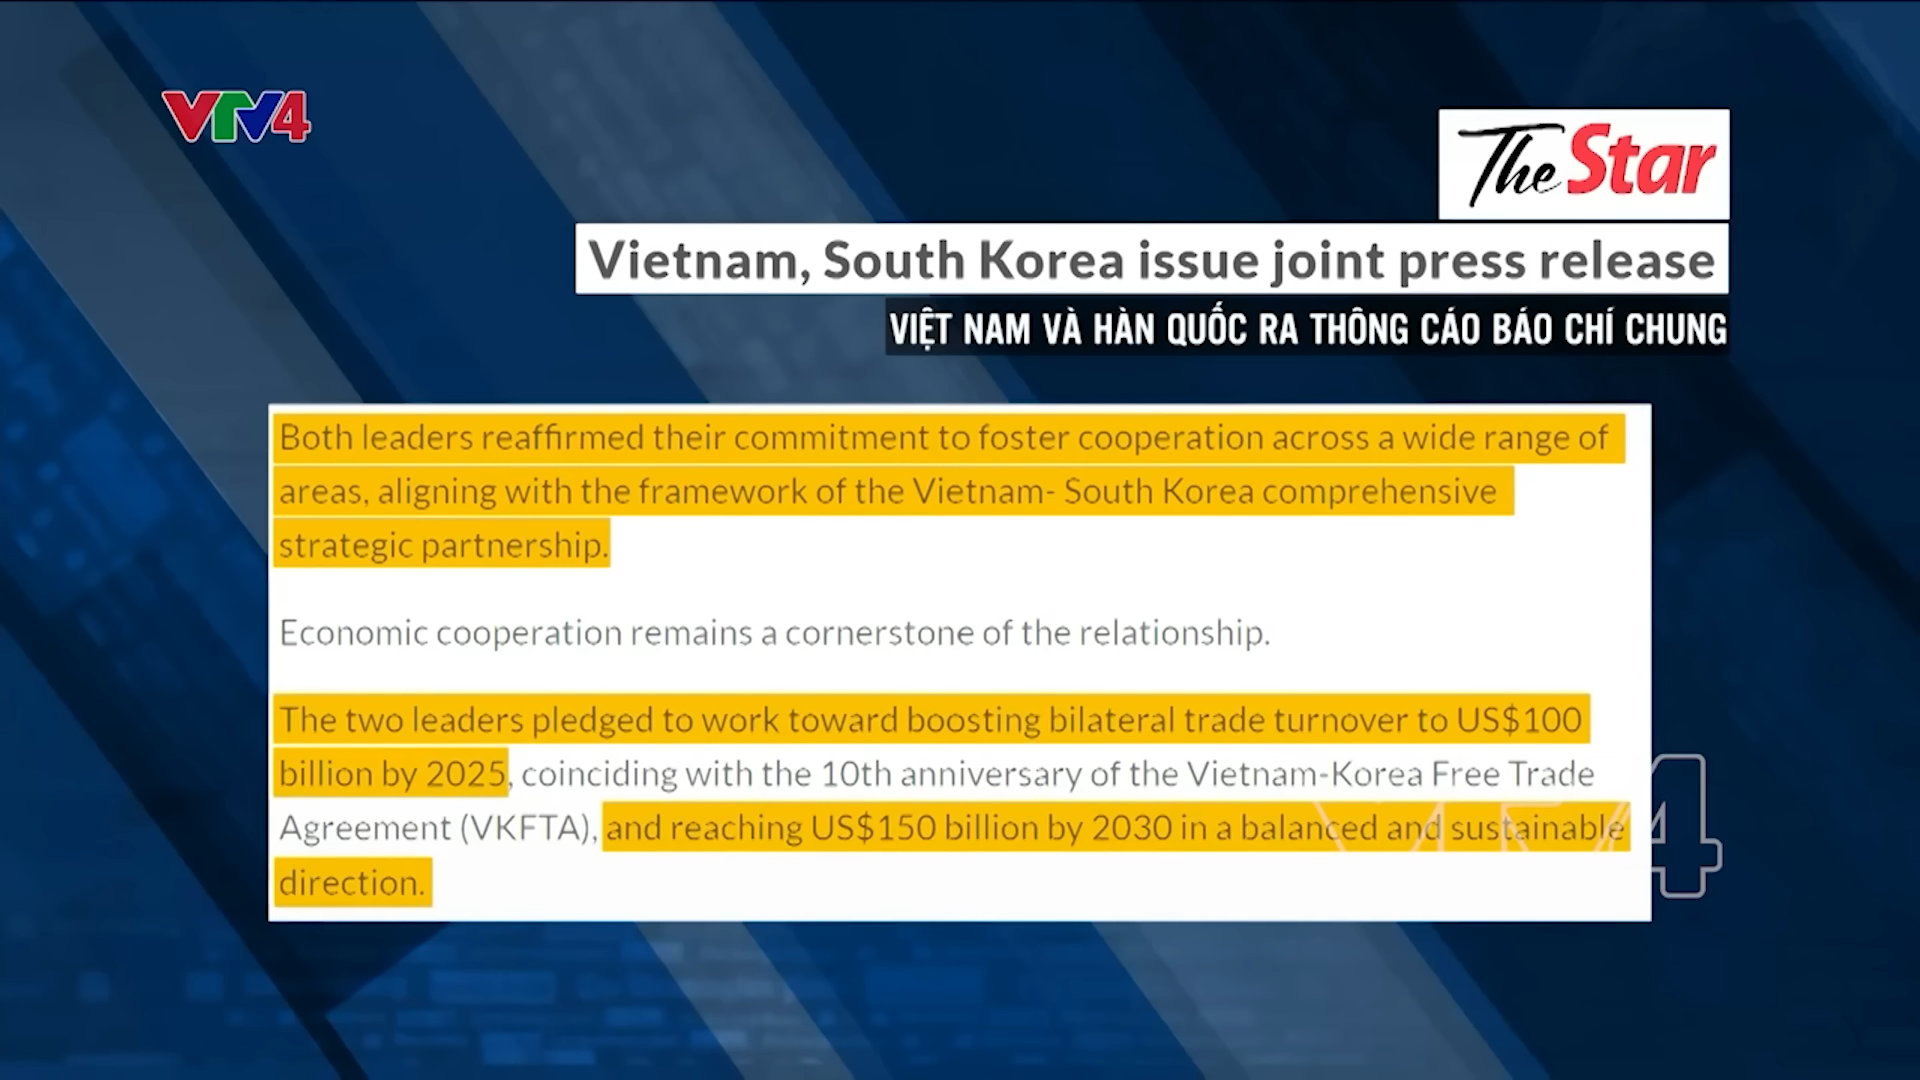 VTV4
The Star
Vietnam, South Korea issue joint press release
VIỆT NAM VÀ HÀN QUỐC RA THÔNG CÁO BÁO CHÍ CHUNG
Both leaders reaffirmed their commitment to foster cooperation across a wide range of
areas, aligning with the framework of the Vietnam- South Korea comprehensive
strategic partnership.
Economic cooperation remains a cornerstone of the relationship.
The two leaders pledged to work toward boosting bilateral trade turnover to US$100
billion by 2025, coinciding with the 10th anniversary of the Vietnam-Korea Free Trade
Agreement (VKFTA), and reaching US$150 billion by 2030 in a balanced and sustainable
direction.
VTV4